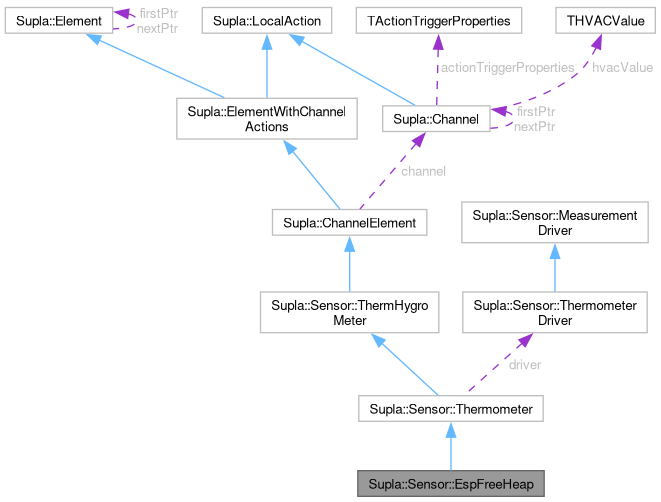 Supla::Element
firstPtr
nextPtr
Supla::LocalAction
TActionTriggerProperties
THVACValue
actionTriggerProperties
hvacValue
Supla::ElementWithChannel
Actions
Supla::Channel
firstPtr
nextPtr
channel
Supla::ChannelElement
Supla::Sensor::Measurement
Driver
Supla::Sensor::ThermHygro
Meter
Supla::Sensor::Thermometer
Driver
driver
Supla::Sensor::Thermometer
Supla::Sensor::EspFreeHeap